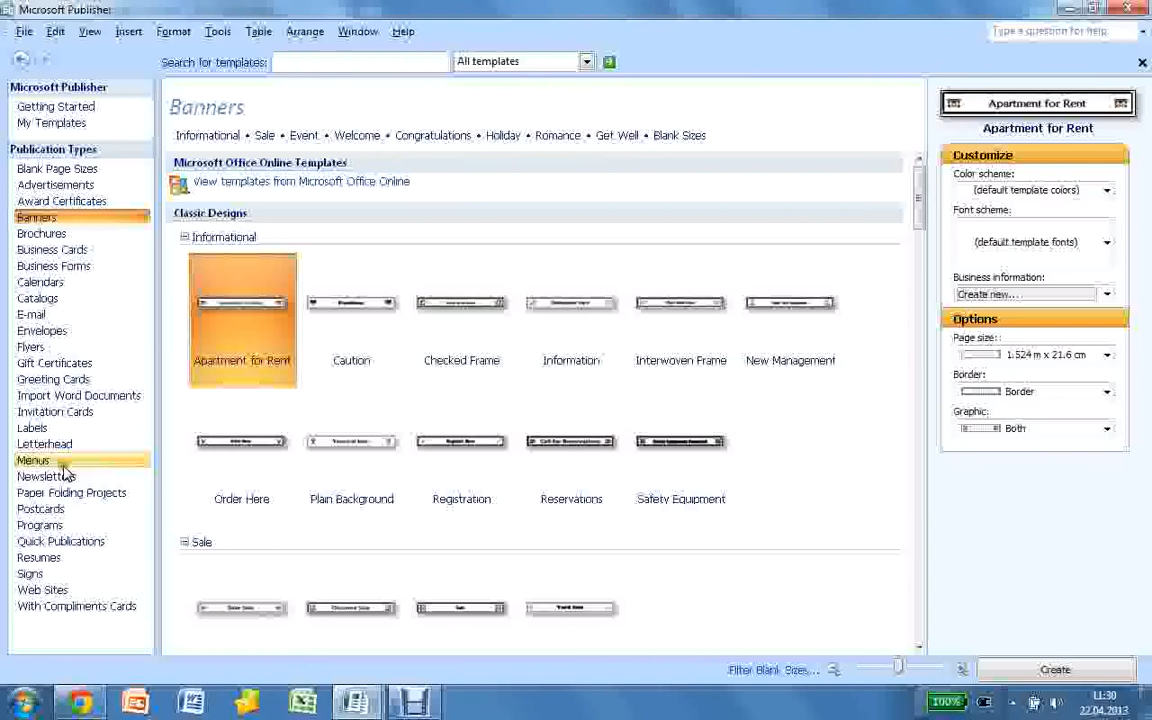 Microsoft Publisher
File Edit View Insert Format Tools Table Arrange Window Help
Type a question for help
Search for templates: All templates
Microsoft Publisher
Getting Started
My Templates
Publication Types
Blank Page Sizes
Advertisements
Award Certificates
Banners
Brochures
Business Cards
Business Forms
Calendars
Catalogs
E-mail
Envelopes
Flyers
Gift Certificates
Greeting Cards
Import Word Documents
Invitation Cards
Labels
Letterhead
Menus
Newsletters
Paper Folding Projects
Postcards
Programs
Quick Publications
Resumes
Signs
Web Sites
With Compliments Cards
Banners
Informational • Sale • Event • Welcome • Congratulations • Holiday • Romance • Get Well • Blank Sizes
Microsoft Office Online Templates
View templates from Microsoft Office Online
Classic Designs
Informational
Apartment for Rent Caution Checked Frame Information Interwoven Frame New Management
Call for Reservations
Order Here Plain Background Registration Reservations Safety Equipment
Sale
Sale
Filter Blank Sizes...
Apartment for Rent
Apartment for Rent
Customize
Color scheme:
(default template colors)
Font scheme:
(default template fonts)
Business information:
Create new...
Options
Page size:
1.524 m x 21.6 cm
Border:
Border
Graphic:
Both
Create
100%
11:30
22.04.2013